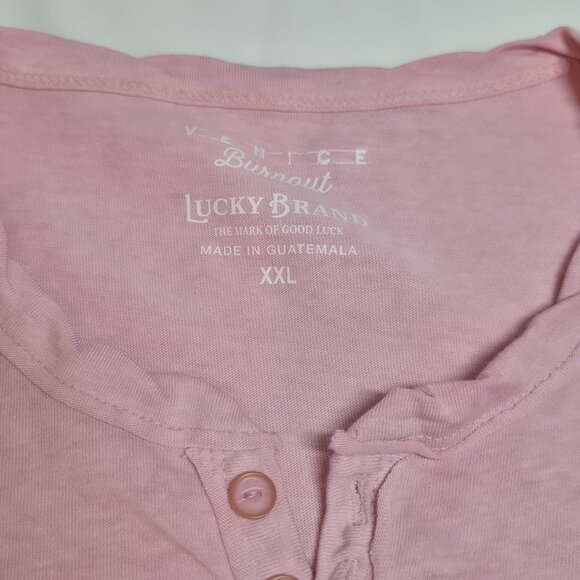 VENICE
Burnout
LUCKY BRAND
THE MARK OF GOOD LUCK
MADE IN GUATEMALA
XXL